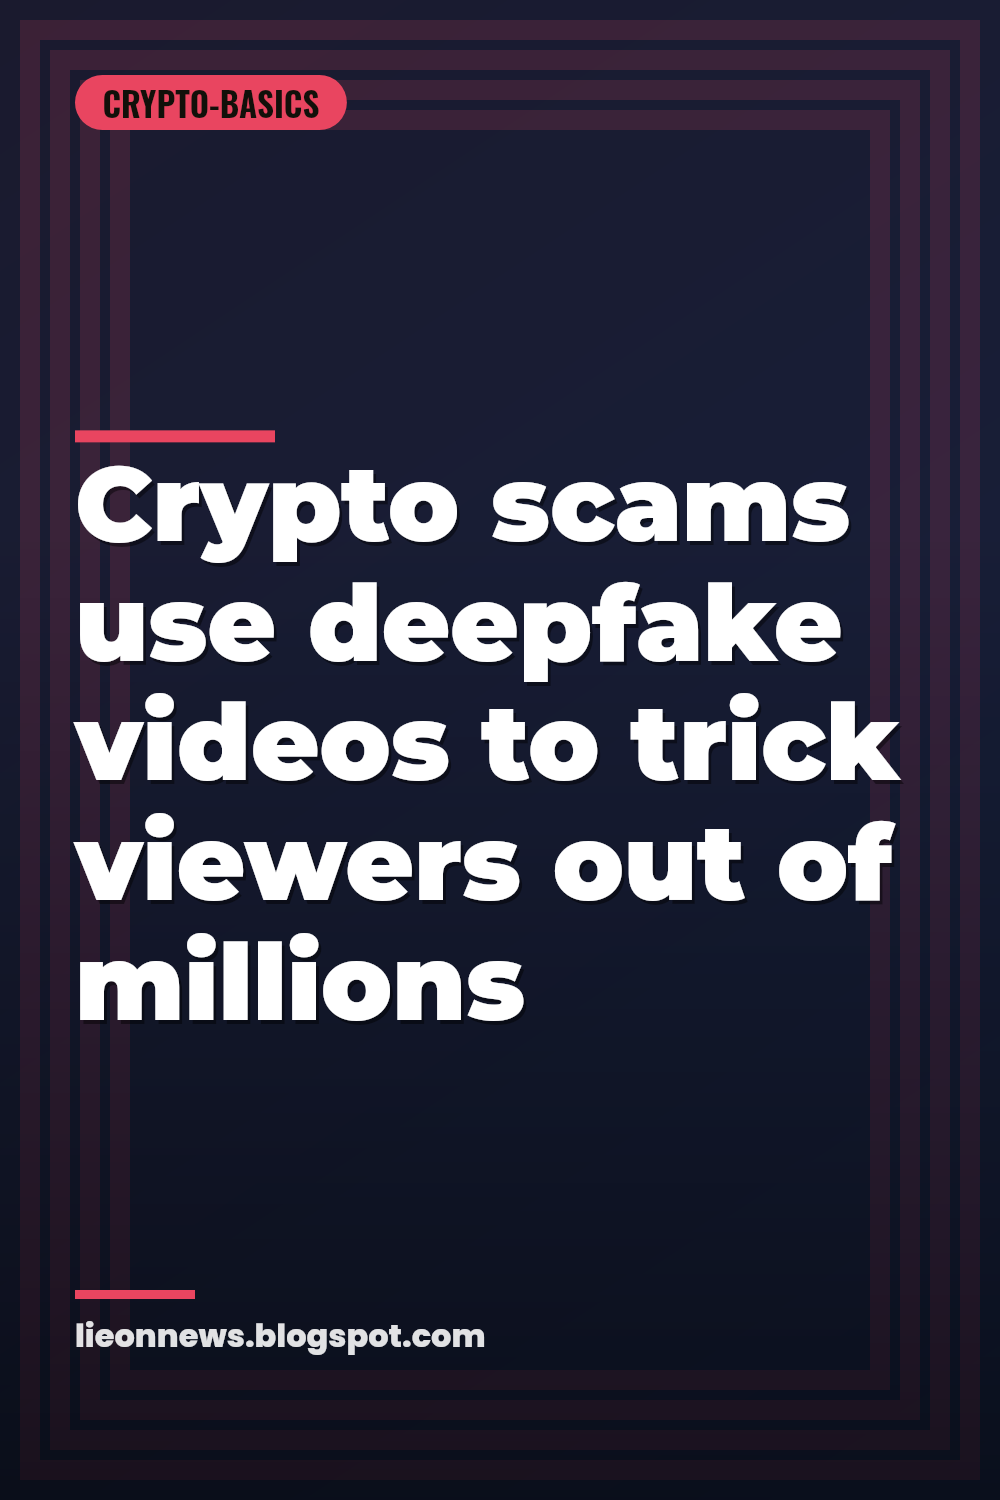 CRYPTO-BASICS
Crypto scams
use deepfake
videos to trick
viewers out of
millions
lieonnews.blogspot.com